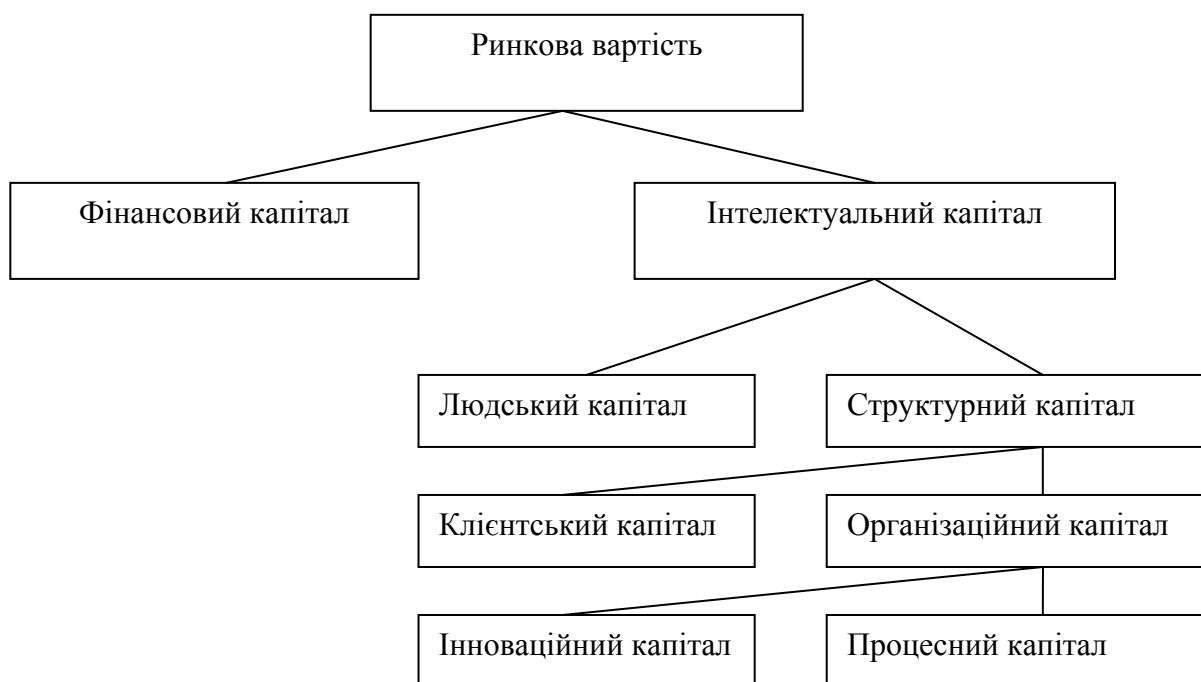 Ринкова вартість
Фінансовий капітал
Інтелектуальний капітал
Людський капітал
Структурний капітал
Клієнтський капітал
Організаційний капітал
Інноваційний капітал
Процесний капітал